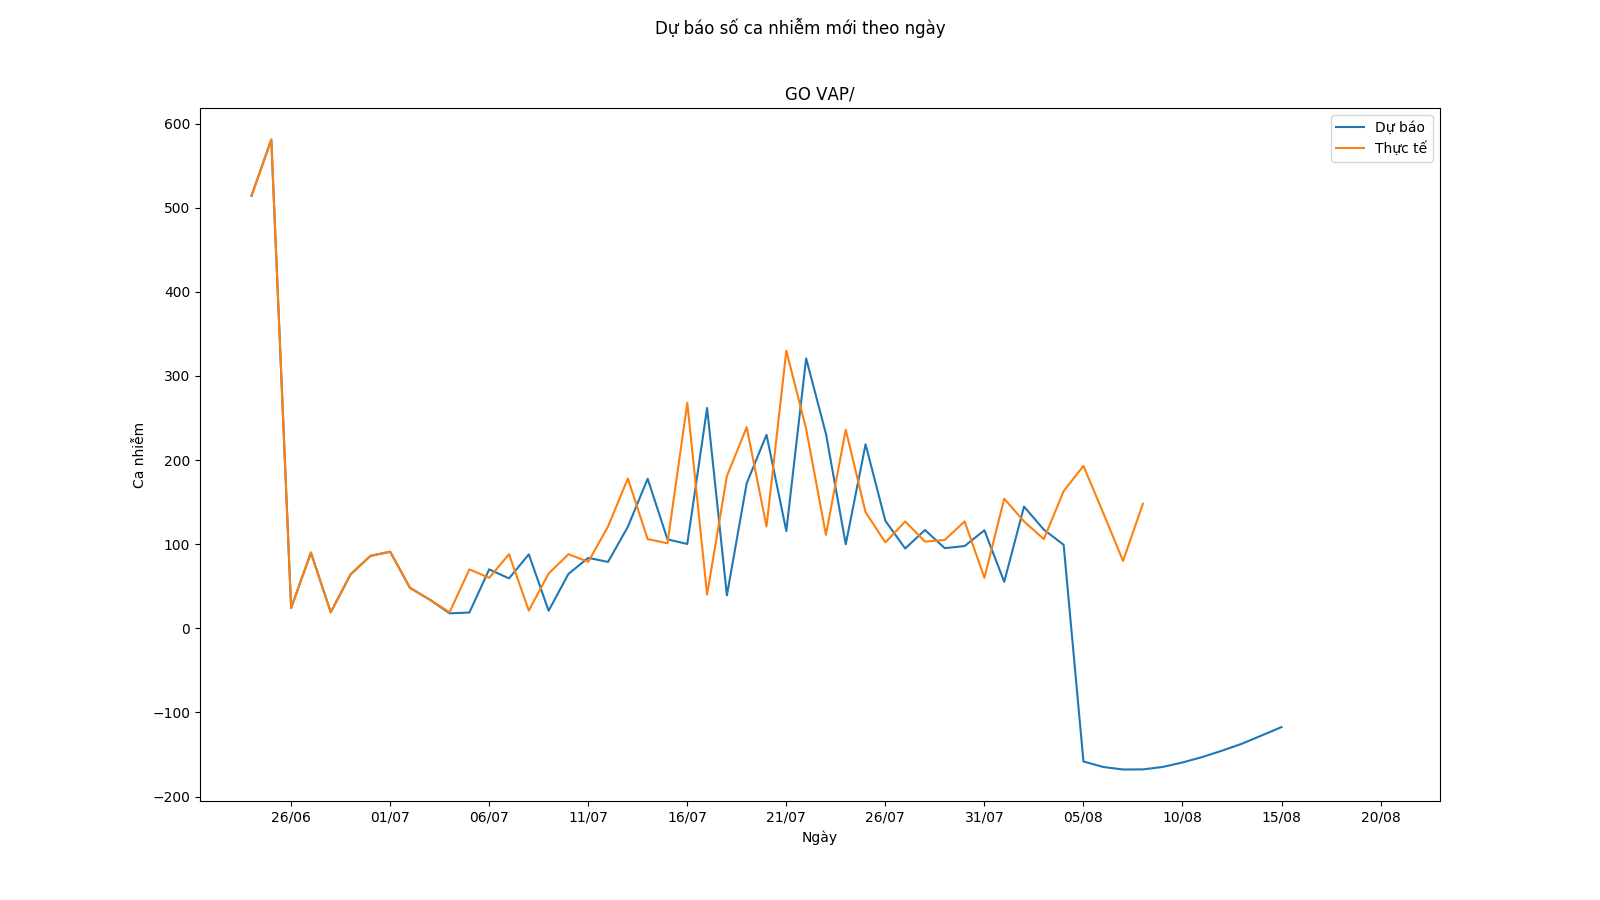 Dự báo số ca nhiễm mới theo ngày
GO VAP/
Dự báo
Thực tế
Ca nhiễm
600
500
400
300
200
100
0
−100
−200
26/06 01/07 06/07 11/07 16/07 21/07 26/07 31/07 05/08 10/08 15/08 20/08
Ngày